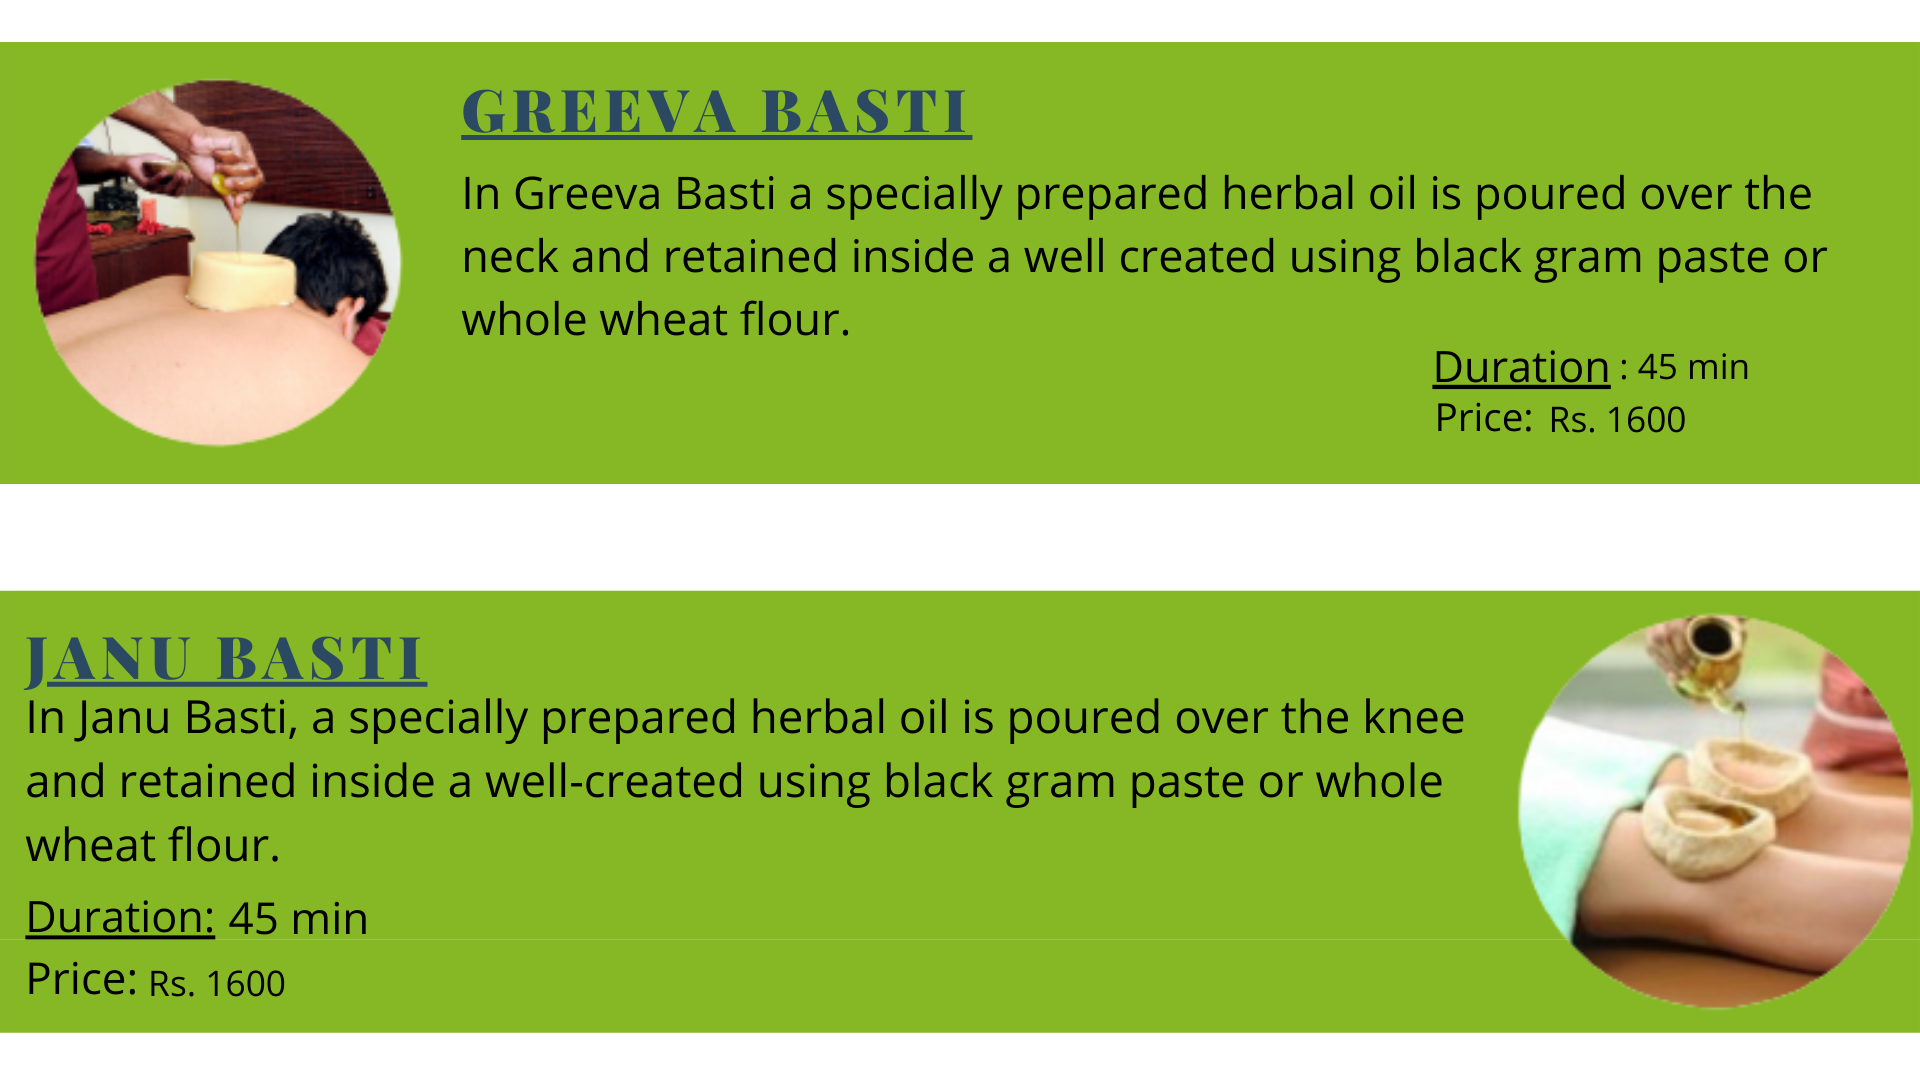 GREEVA BASTI
In Greeva Basti a specially prepared herbal oil is poured over the
neck and retained inside a well created using black gram paste or
whole wheat flour.
Duration : 45 min
Price: Rs. 1600
JANU BASTI
In Janu Basti, a specially prepared herbal oil is poured over the knee
and retained inside a well-created using black gram paste or whole
wheat flour.
Duration: 45 min
Price: Rs. 1600